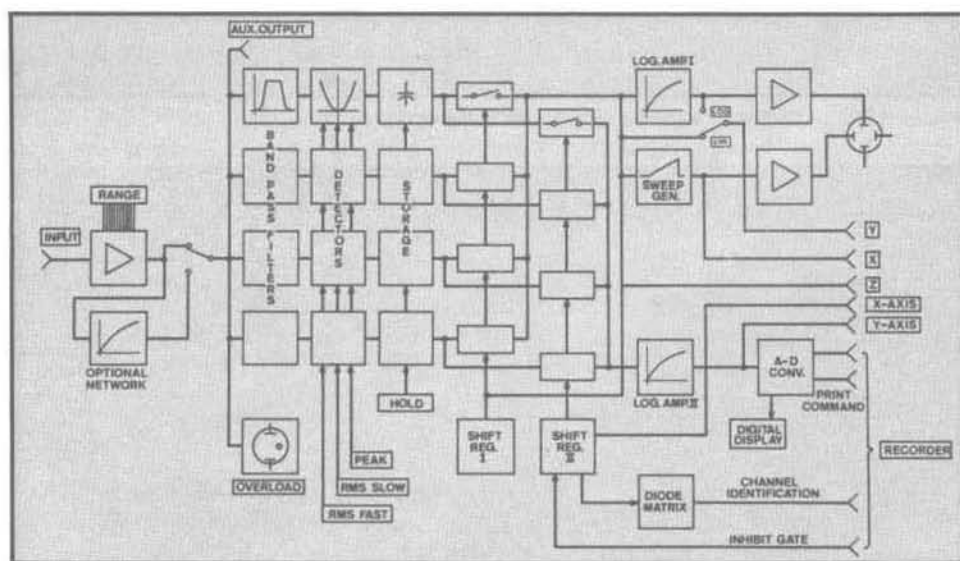 AUX.OUTPUT
LOG.AMP.I
LOG
LIN.
BAND PASS FILTERS
DETECTORS
STORAGE
SWEEP
GEN.
RANGE
INPUT
Y
X
Z
X-AXIS
Y-AXIS
OPTIONAL
NETWORK
HOLD
LOG. AMP. II
A-D
CONV.
PRINT
COMMAND
DIGITAL
DISPLAY
SHIFT
REG.
I
SHIFT
REG.
II
RECORDER
PEAK
OVERLOAD
RMS SLOW
RMS FAST
DIODE
MATRIX
CHANNEL
IDENTIFICATION
INHIBIT GATE